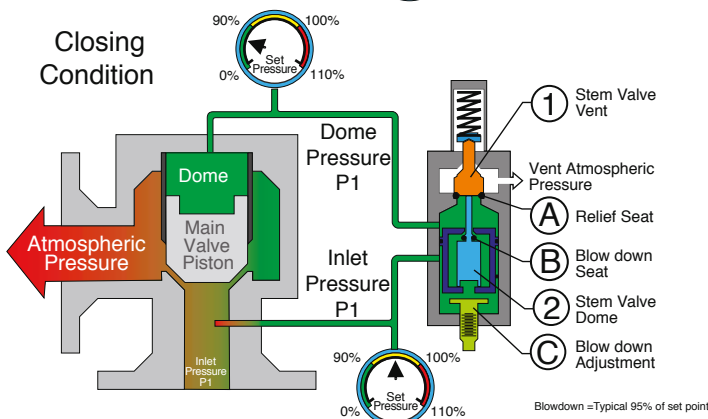 Closing
Condition
90%
100%
Set
Pressure
0%
110%
Dome
Pressure
P1
Dome
Main
Valve
Piston
Atmospheric
Pressure
Inlet
Pressure
P1
Inlet
Pressure
P1
90%
100%
Set
Pressure
0%
110%
1
Stem Valve
Vent
Vent Atmospheric
Pressure
A
Relief Seat
B
Blow down
Seat
2
Stem Valve
Dome
C
Blow down
Adjustment
Blowdown =Typical 95% of set point